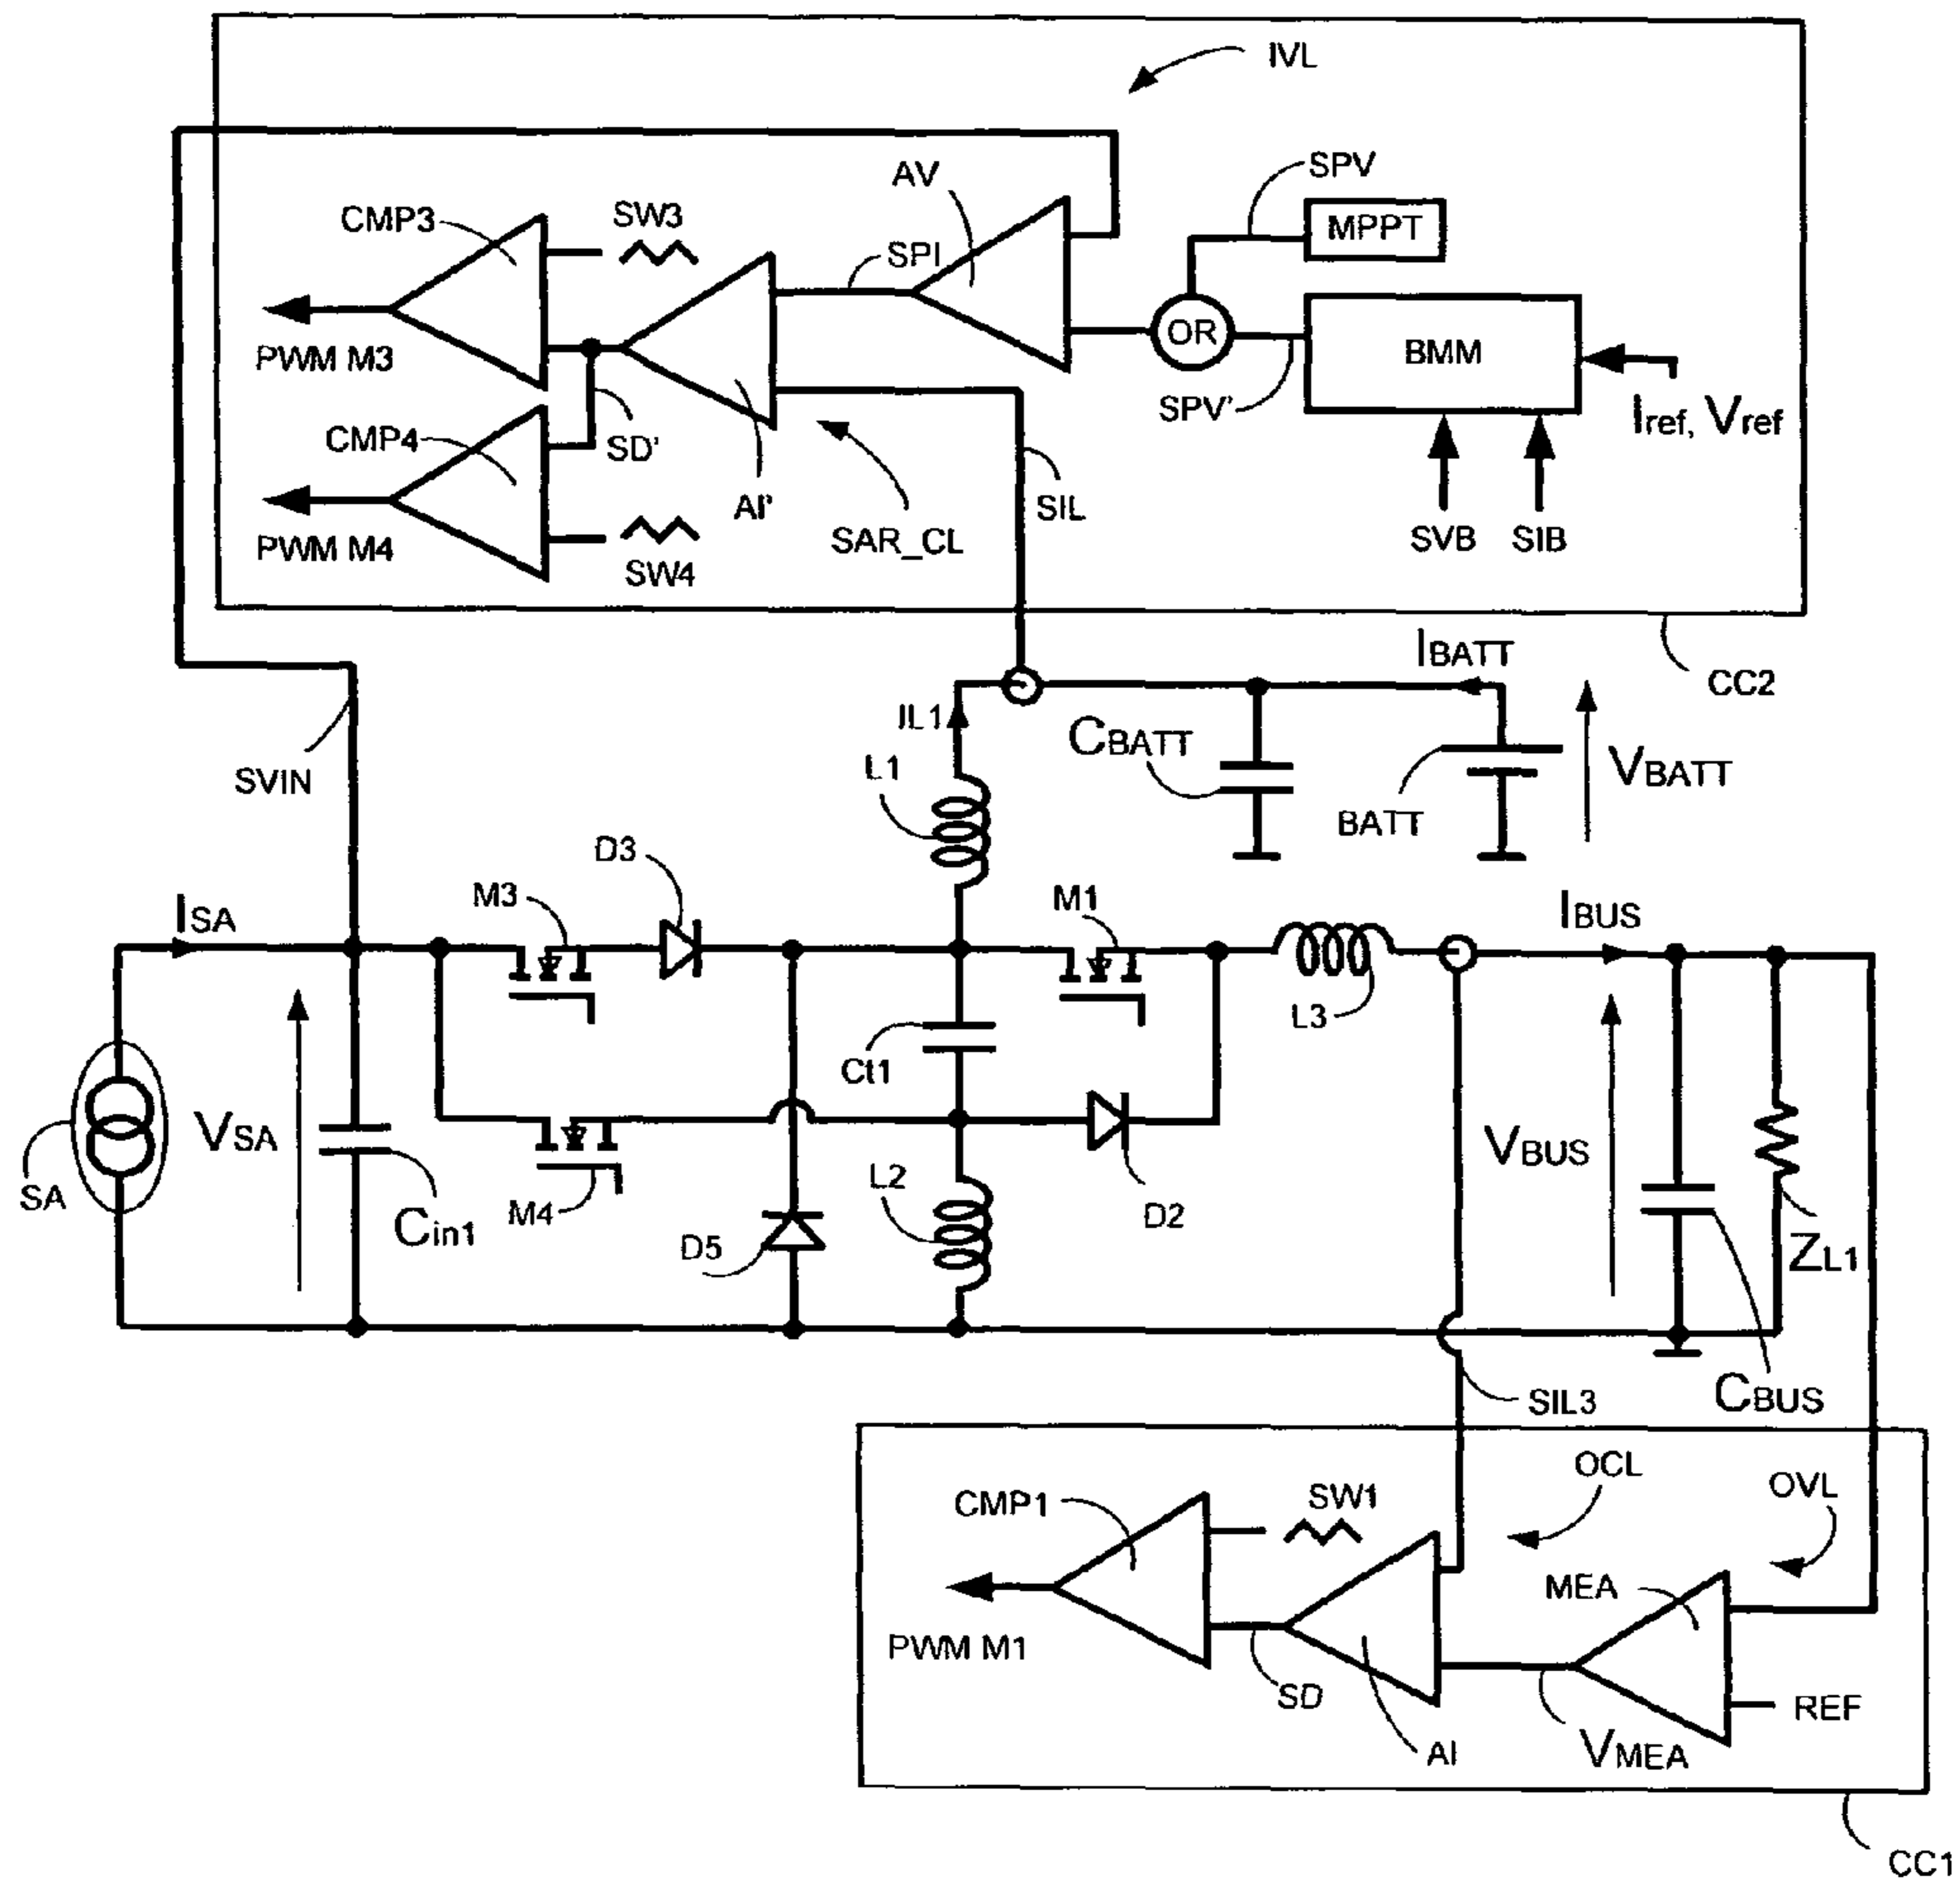 IVL
SPV
AV
MPPT
CMP3
SW3
SPI
OR
BMM
PWM M3
SPV'
Iref, Vref
CMP4
SD'
AI'
SIL
SAR_CL
SVB
SIB
PWM M4
SW4
IBATT
CC2
IL1
CBATT
SVIN
L1
VBATT
BATT
D3
ISA
M3
M1
IBUS
L3
Ct1
VSA
VBUS
SA
M4
L2
D2
Cin1
D5
ZL1
SIL3
CBUS
OCL
OVL
CMP1
SW1
MEA
PWM M1
SD
REF
AI
VMEA
CC1